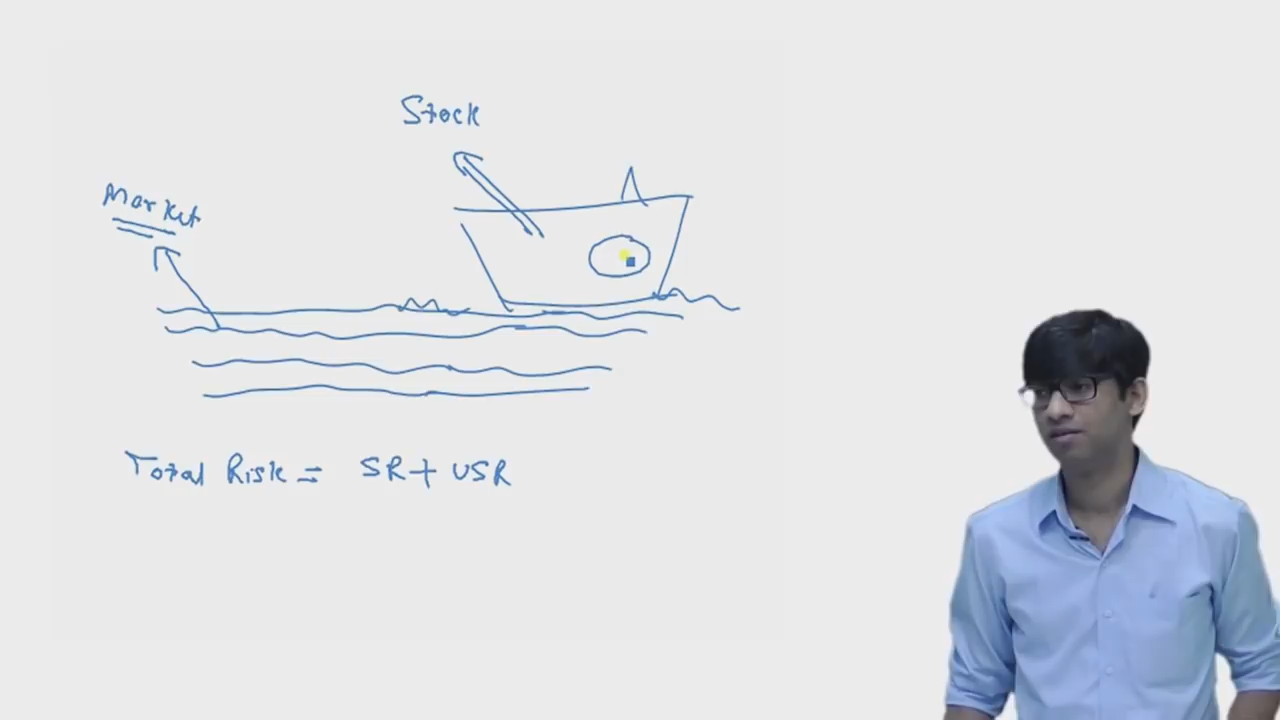 Stock
Market
Total Risk = SR + USR